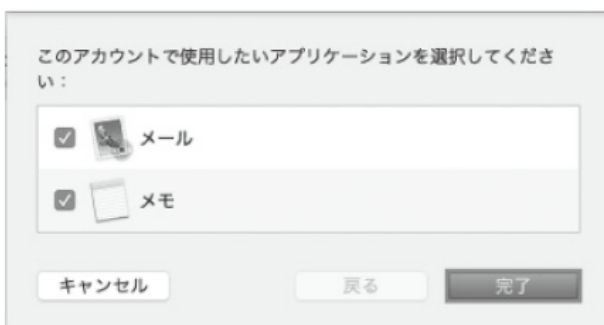 このアカウントで使用したいアプリケーションを選択してくださ
い：
メール
メモ
キャンセル
戻る
完了